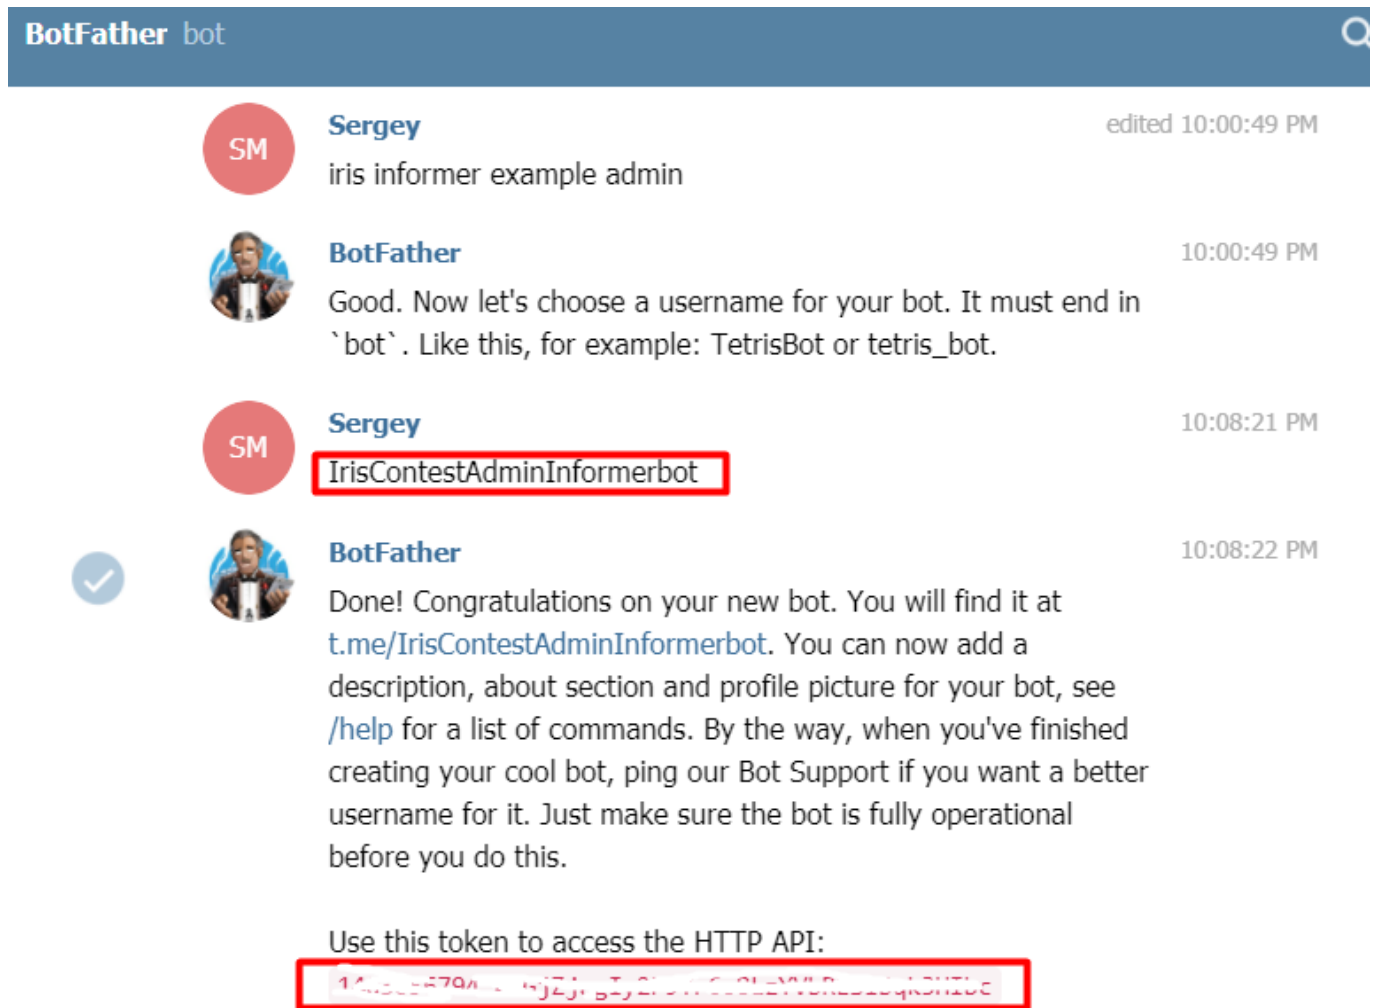 BotFather bot
SM
Sergey
edited 10:00:49 PM
iris informer example admin
BotFather
10:00:49 PM
Good. Now let's choose a username for your bot. It must end in
`bot`. Like this, for example: TetrisBot or tetris_bot.
SM
Sergey
10:08:21 PM
IrisContestAdminInformerbot
BotFather
10:08:22 PM
Done! Congratulations on your new bot. You will find it at
t.me/IrisContestAdminInformerbot. You can now add a
description, about section and profile picture for your bot, see
/help for a list of commands. By the way, when you've finished
creating your cool bot, ping our Bot Support if you want a better
username for it. Just make sure the bot is fully operational
before you do this.
Use this token to access the HTTP API: